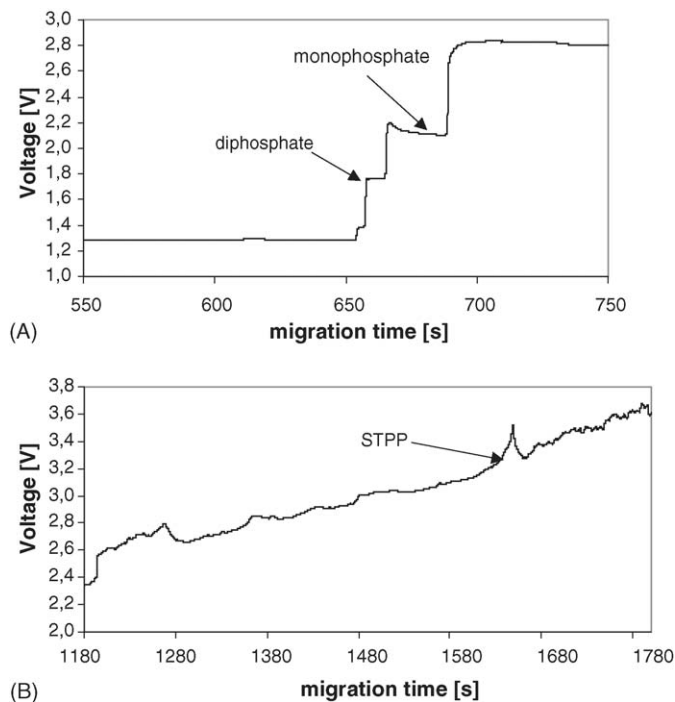 3,0
2,8
2,6
2,4
2,2
2,0
1,8
1,6
1,4
1,2
1,0
Voltage [V]
monophosphate
diphosphate
550 600 650 700 750
(A) migration time [s]
3,8
3,6
3,4
3,2
3,0
2,8
2,6
2,4
2,2
2,0
Voltage [V]
STPP
1180 1280 1380 1480 1580 1680 1780
(B) migration time [s]